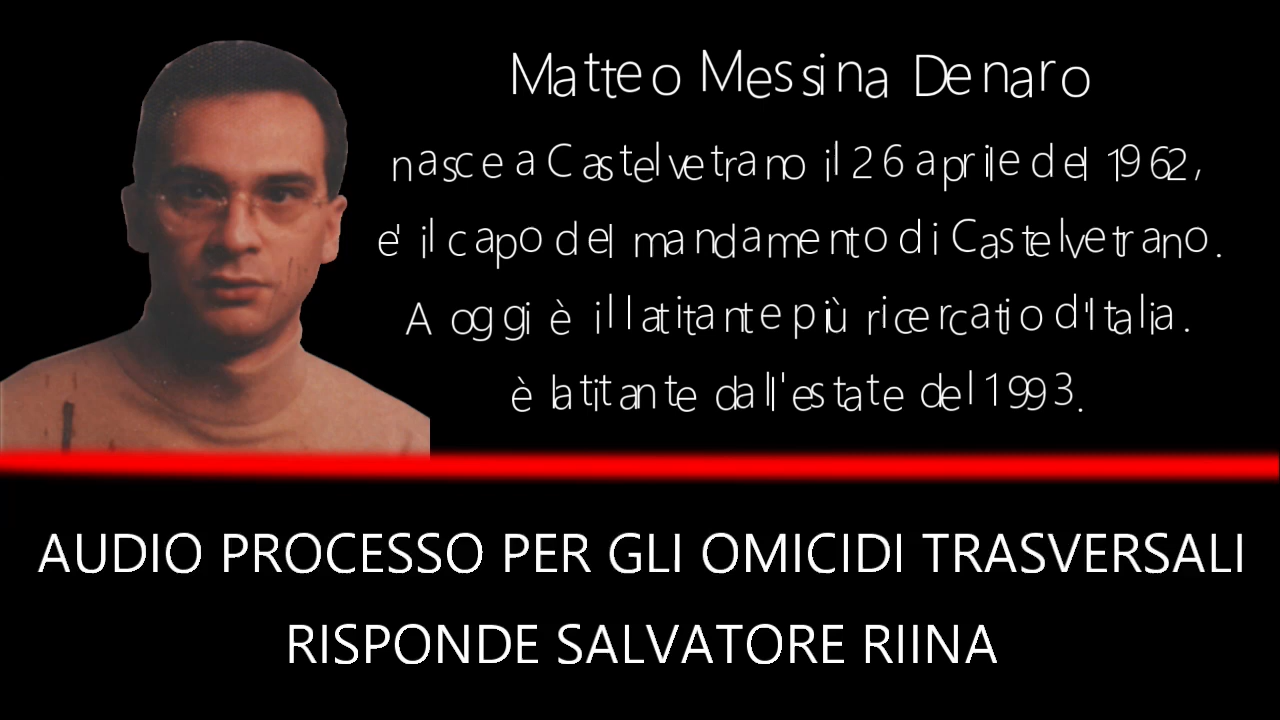 Matteo Messina Denaro
nasce a Castelvetrano il 26 aprile del 1962,
e' il capo del mandamento di Castelvetrano.
A oggi è il latitante più ricercatio d'Italia.
è latitante dall'estate del 1993.
AUDIO PROCESSO PER GLI OMICIDI TRASVERSALI
RISPONDE SALVATORE RIINA